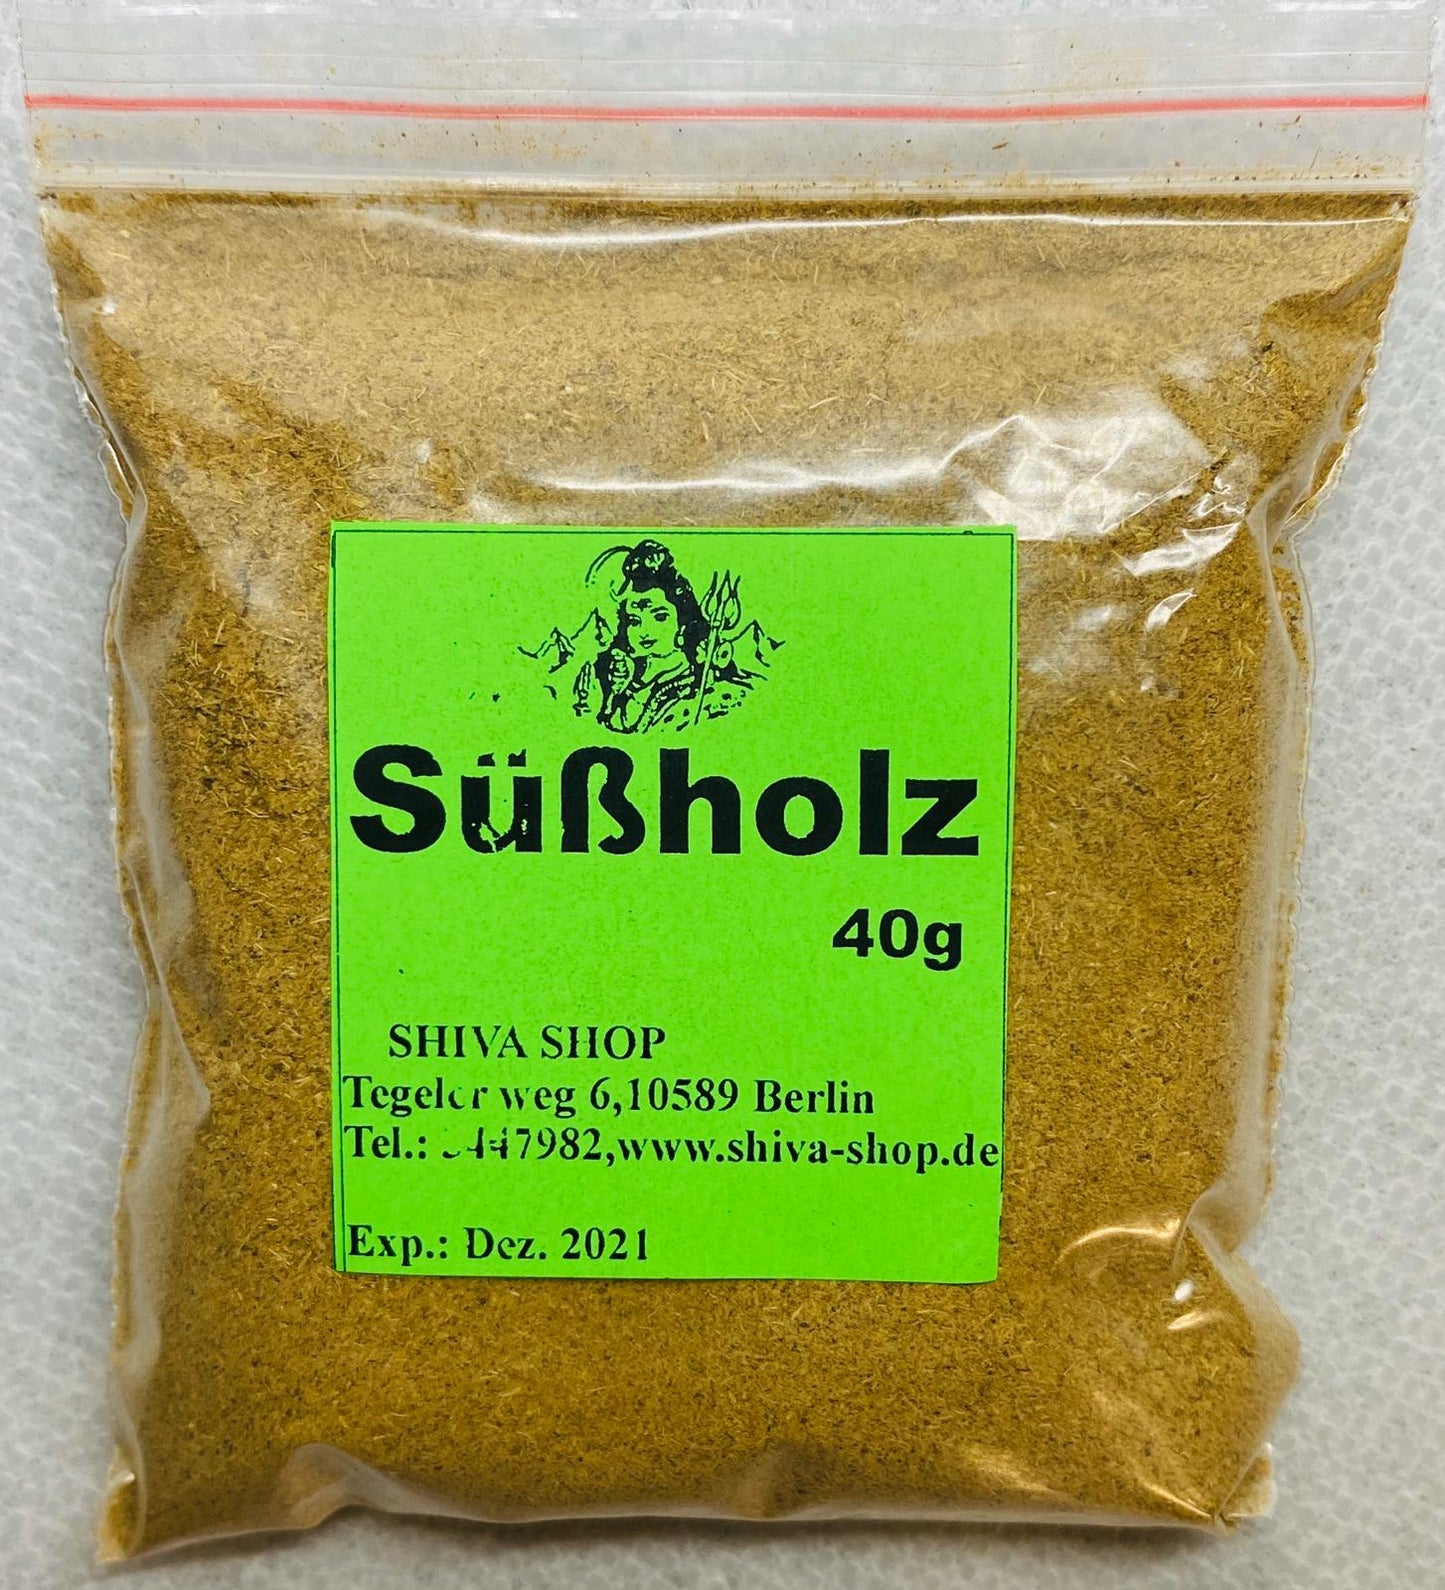 Süßholz
40g
SHIVA SHOP
Tegeler weg 6,10589 Berlin
Tel.: www.shiva-shop.de
Exp.: Dez. 2021